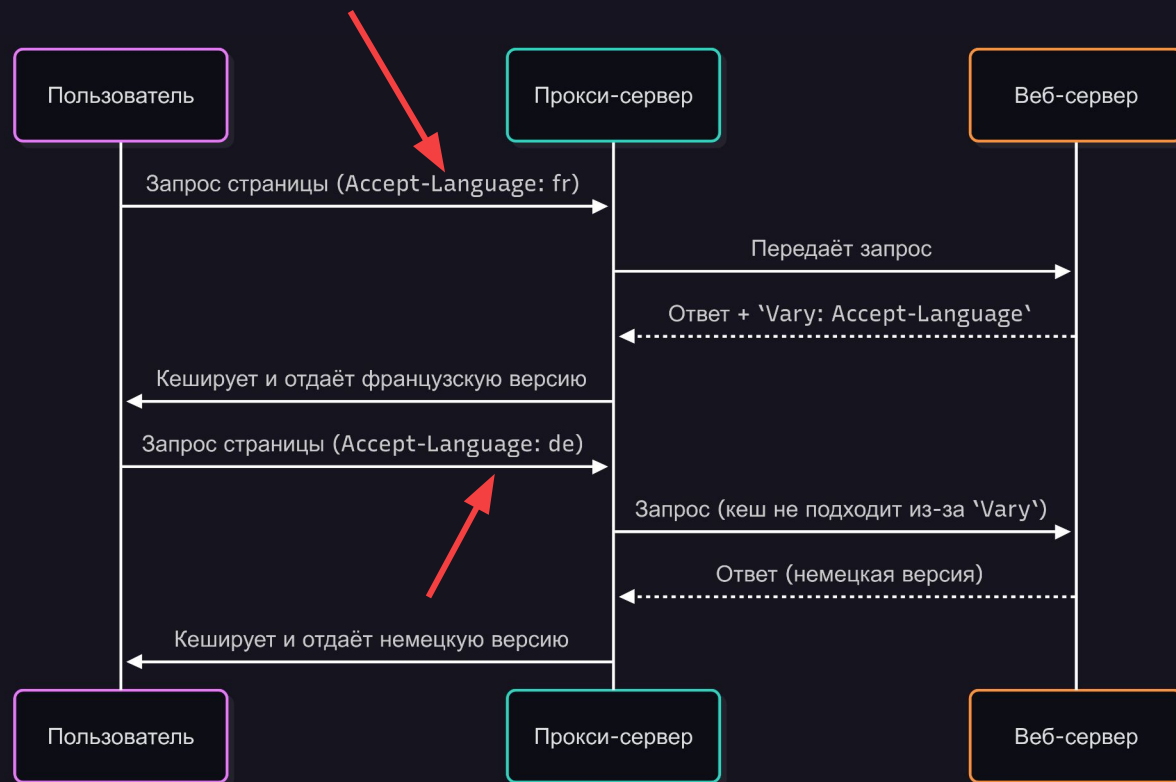 Пользователь
Прокси-сервер
Веб-сервер
Запрос страницы (Accept-Language: fr)
Передаёт запрос
Ответ + `Vary: Accept-Language`
Кеширует и отдаёт французскую версию
Запрос страницы (Accept-Language: de)
Запрос (кеш не подходит из-за `Vary`)
Ответ (немецкая версия)
Кеширует и отдаёт немецкую версию
Пользователь
Прокси-сервер
Веб-сервер